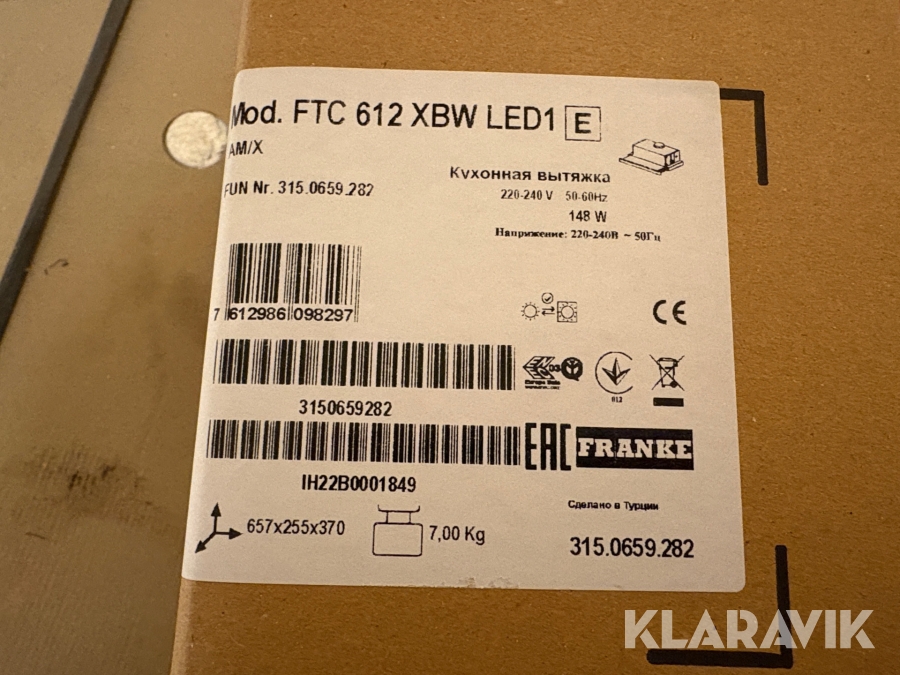 Mod. FTC 612 XBW LED1 E
AM/X
FUN Nr. 315.0659.282
Кухонная вытяжка
220-240 V 50-60Hz
148 W
Напряжение: 220-240В ~ 50Гц
7 612986 098297
CE
3150659282
EAC FRANKE
IH22B0001849
Сделано в Турции
657x255x370
7,00 Kg
315.0659.282
KLARAVIK